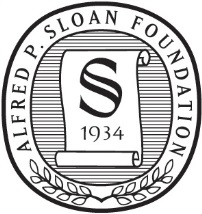 ALFRED P. SLOAN FOUNDATION
S
1934